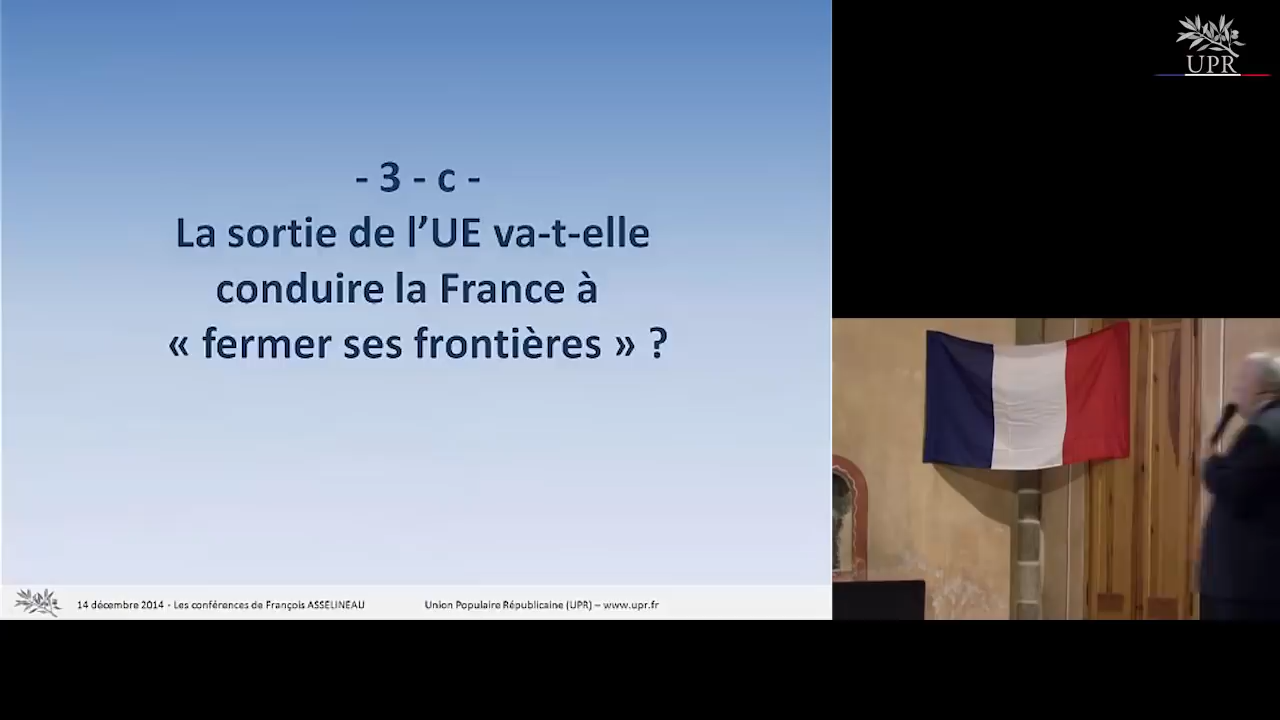 UPR
- 3 - c -
La sortie de l’UE va-t-elle
conduire la France à
« fermer ses frontières » ?
14 décembre 2014 - Les conférences de François ASSELINEAU
Union Populaire Républicaine (UPR) – www.upr.fr